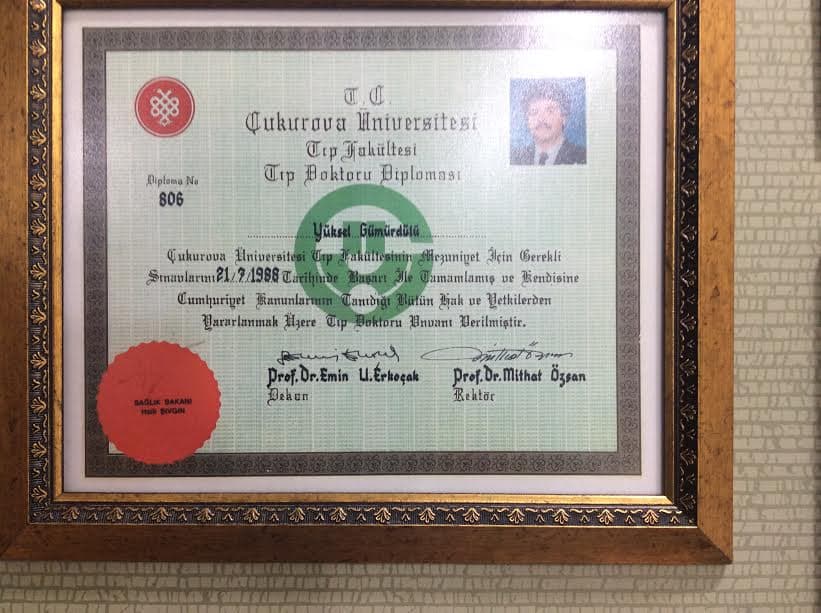 T.C.
Çukurova Üniversitesi
Tıp Fakültesi
Tıp Doktoru Diploması
Diploma No
806
Yüksel Gümürdülü
Çukurova Üniversitesi Tıp Fakültesinin Mezuniyet İçin Gerekli
Sınavlarını 21/7/1988 Tarihinde Başarı İle Tamamlamış ve Kendisine
Cumhuriyet Kanunlarının Tanıdığı Bütün Hak ve Yetkilerden
Yararlanmak Üzere Tıp Doktoru Unvanı Verilmiştir.
Prof.Dr.Emin U.Erkoçak
Dekan
Prof.Dr.Mithat Özsan
Rektör
SAĞLIK BAKANI
Halil ŞIVGIN